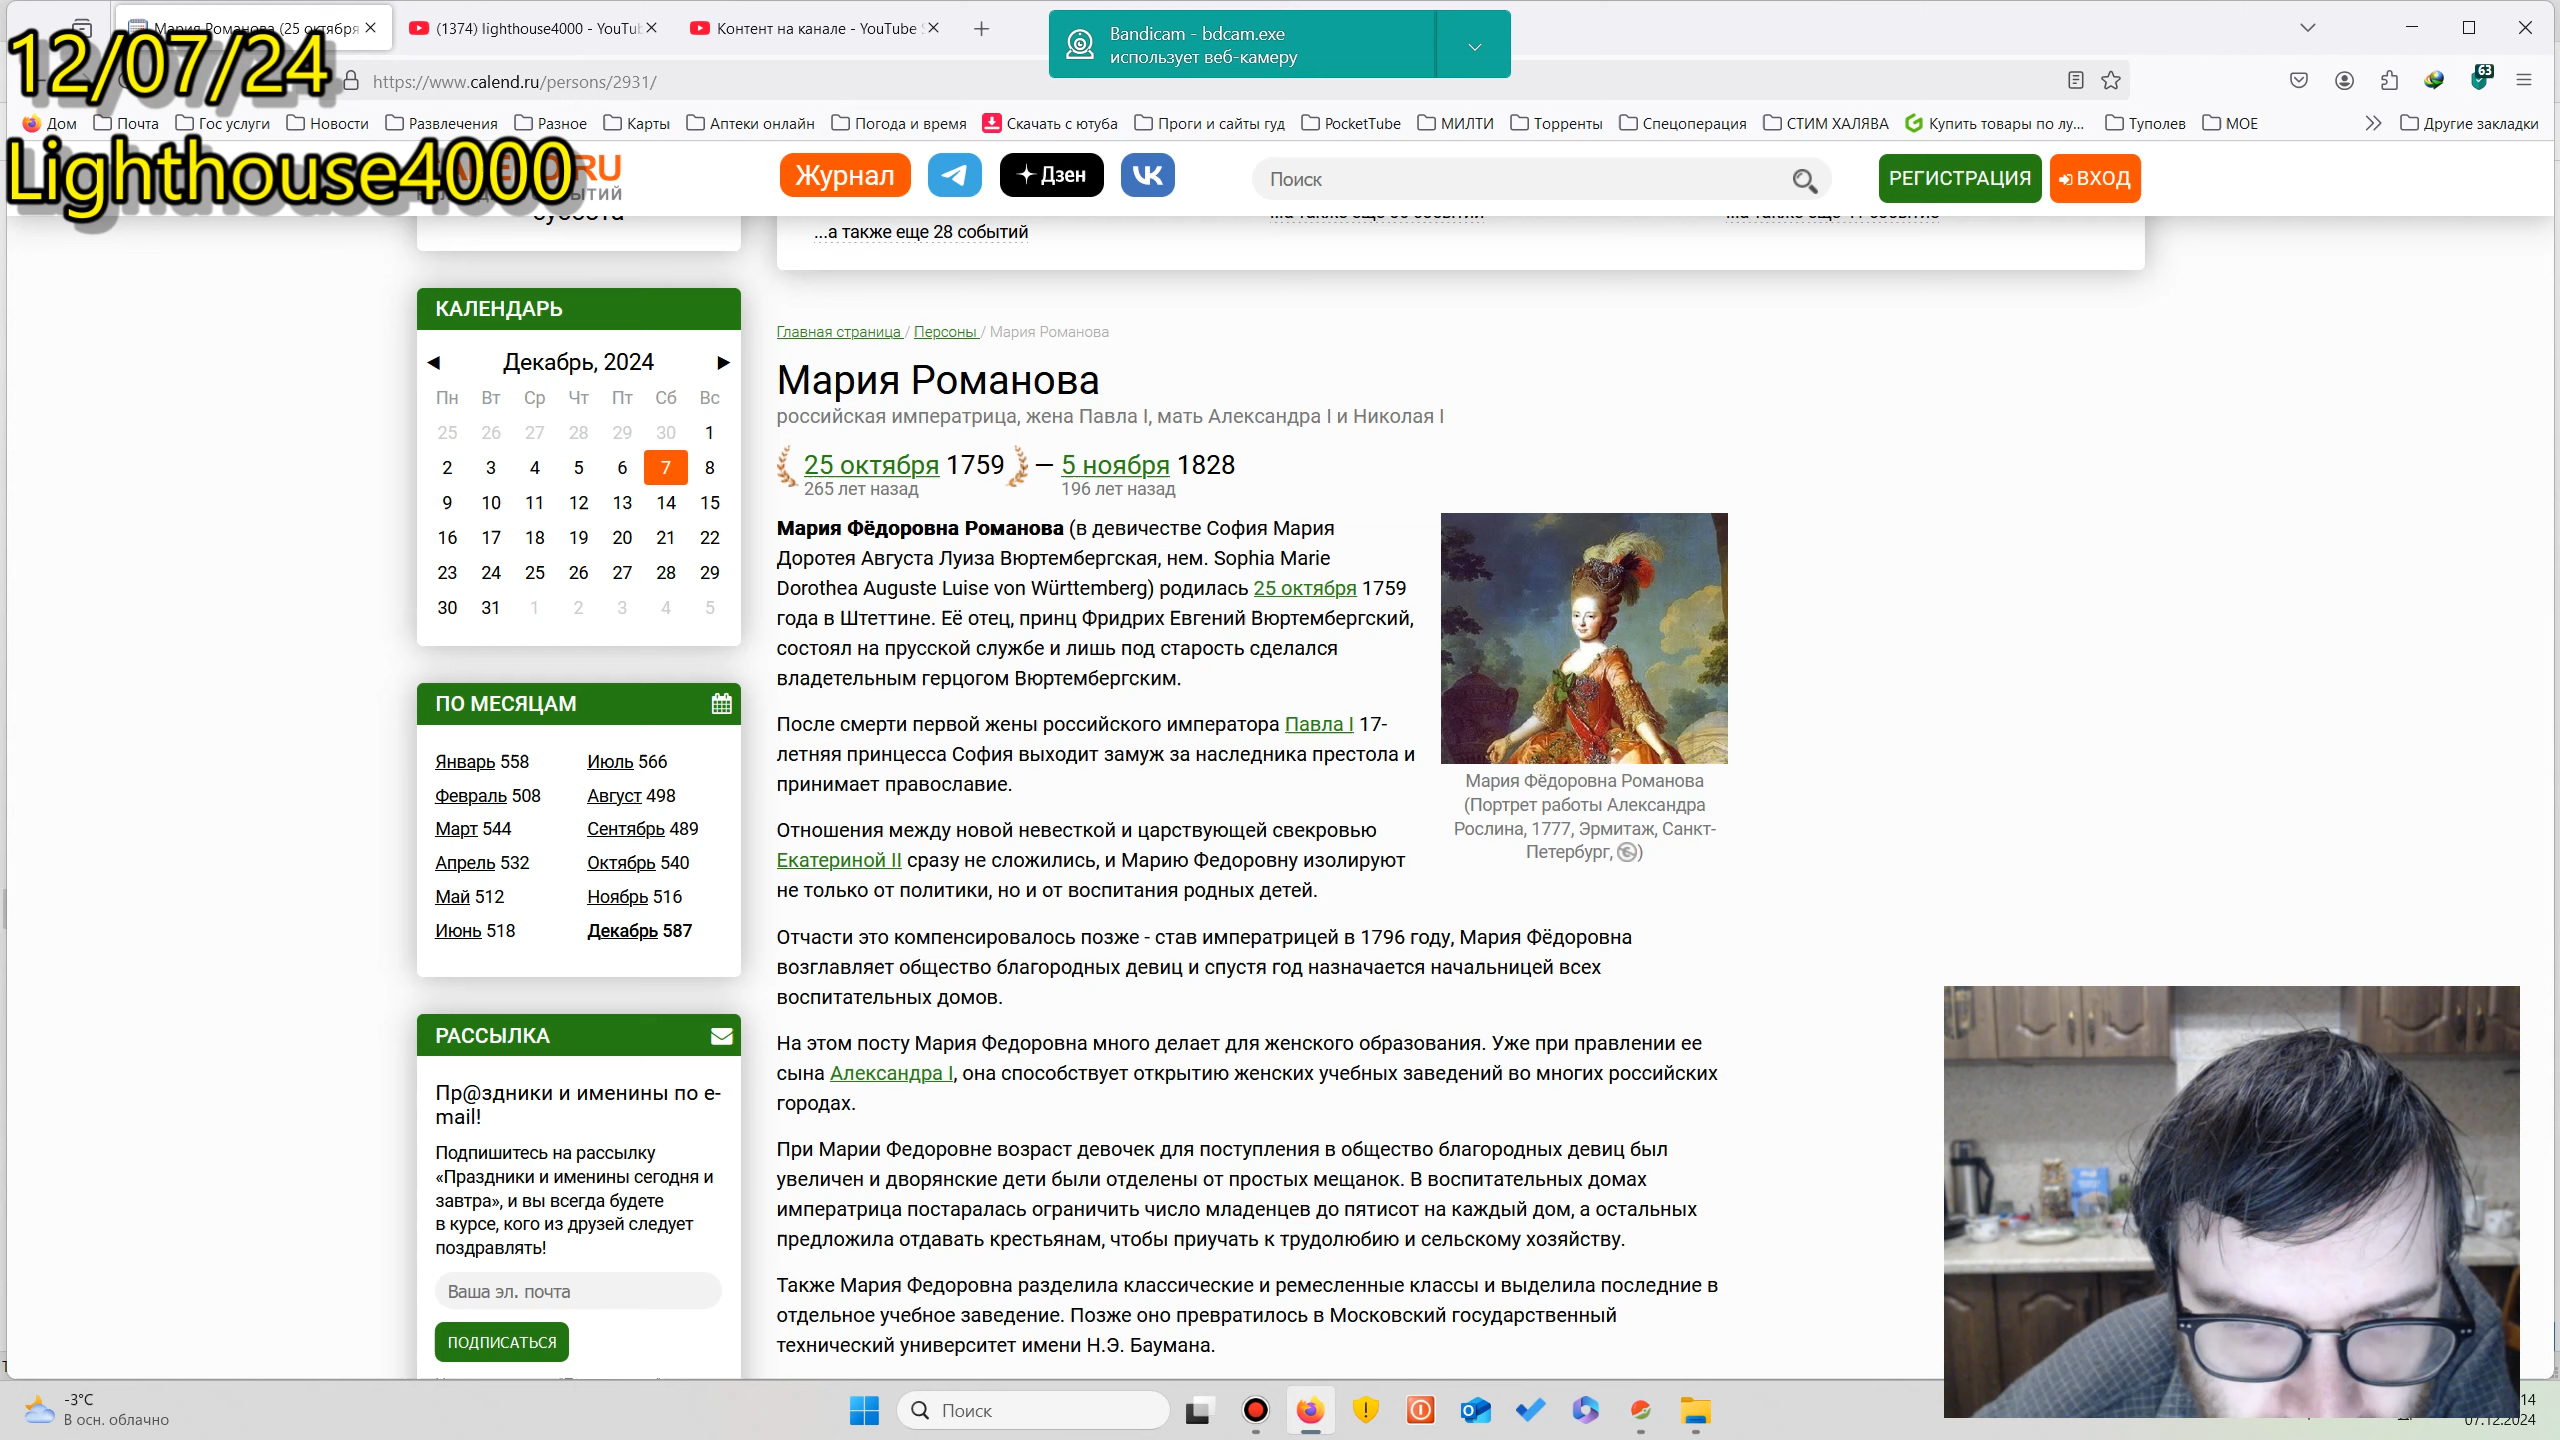 Мария Романова (25 октября
(1374) lighthouse4000 - YouTu
Контент на канале - YouTube S
Bandicam - bdcam.exe
использует веб-камеру
12/07/24
https://www.calend.ru/persons/2931/
63
Дом
Почта
Гос услуги
Новости
Развлечения
Разное
Карты
Аптеки онлайн
Погода и время
Скачать с ютуба
Проги и сайты гуд
PocketTube
МИЛТИ
Торренты
Спецоперация
СТИМ ХАЛЯВА
Купить товары по лу...
Туполев
МОЕ
Другие закладки
Lighthouse4000
Журнал
Дзен
Поиск
РЕГИСТРАЦИЯ
ВХОД
суббота
...а также еще 28 событий
КАЛЕНДАРЬ
Декабрь, 2024
Пн Вт Ср Чт Пт Сб Вс
25 26 27 28 29 30 1
2 3 4 5 6 7 8
9 10 11 12 13 14 15
16 17 18 19 20 21 22
23 24 25 26 27 28 29
30 31 1 2 3 4 5
ПО МЕСЯЦАМ
Январь 558 Июль 566
Февраль 508 Август 498
Март 544 Сентябрь 489
Апрель 532 Октябрь 540
Май 512 Ноябрь 516
Июнь 518 Декабрь 587
РАССЫЛКА
Пр@здники и именины по e-
mail!
Подпишитесь на рассылку
«Праздники и именины сегодня и
завтра», и вы всегда будете
в курсе, кого из друзей следует
поздравлять!
Ваша эл. почта
ПОДПИСАТЬСЯ
Главная страница / Персоны / Мария Романова
Мария Романова
российская императрица, жена Павла I, мать Александра I и Николая I
25 октября 1759 — 5 ноября 1828
265 лет назад 196 лет назад
Мария Фёдоровна Романова (в девичестве София Мария
Доротея Августа Луиза Вюртембергская, нем. Sophia Marie
Dorothea Auguste Luise von Württemberg) родилась 25 октября 1759
года в Штеттине. Её отец, принц Фридрих Евгений Вюртембергский,
состоял на прусской службе и лишь под старость сделался
владетельным герцогом Вюртембергским.
После смерти первой жены российского императора Павла I 17-
летняя принцесса София выходит замуж за наследника престола и
принимает православие.
Отношения между новой невесткой и царствующей свекровью
Екатериной II сразу не сложились, и Марию Федоровну изолируют
не только от политики, но и от воспитания родных детей.
Мария Фёдоровна Романова
(Портрет работы Александра
Рослина, 1777, Эрмитаж, Санкт-
Петербург, )
Отчасти это компенсировалось позже - став императрицей в 1796 году, Мария Фёдоровна
возглавляет общество благородных девиц и спустя год назначается начальницей всех
воспитательных домов.
На этом посту Мария Федоровна много делает для женского образования. Уже при правлении ее
сына Александра I, она способствует открытию женских учебных заведений во многих российских
городах.
При Марии Федоровне возраст девочек для поступления в общество благородных девиц был
увеличен и дворянские дети были отделены от простых мещанок. В воспитательных домах
императрица постаралась ограничить число младенцев до пятисот на каждый дом, а остальных
предложила отдавать крестьянам, чтобы приучать к трудолюбию и сельскому хозяйству.
Также Мария Федоровна разделила классические и ремесленные классы и выделила последние в
отдельное учебное заведение. Позже оно превратилось в Московский государственный
технический университет имени Н.Э. Баумана.
-3°C
В осн. облачно
Поиск
14
07.12.2024